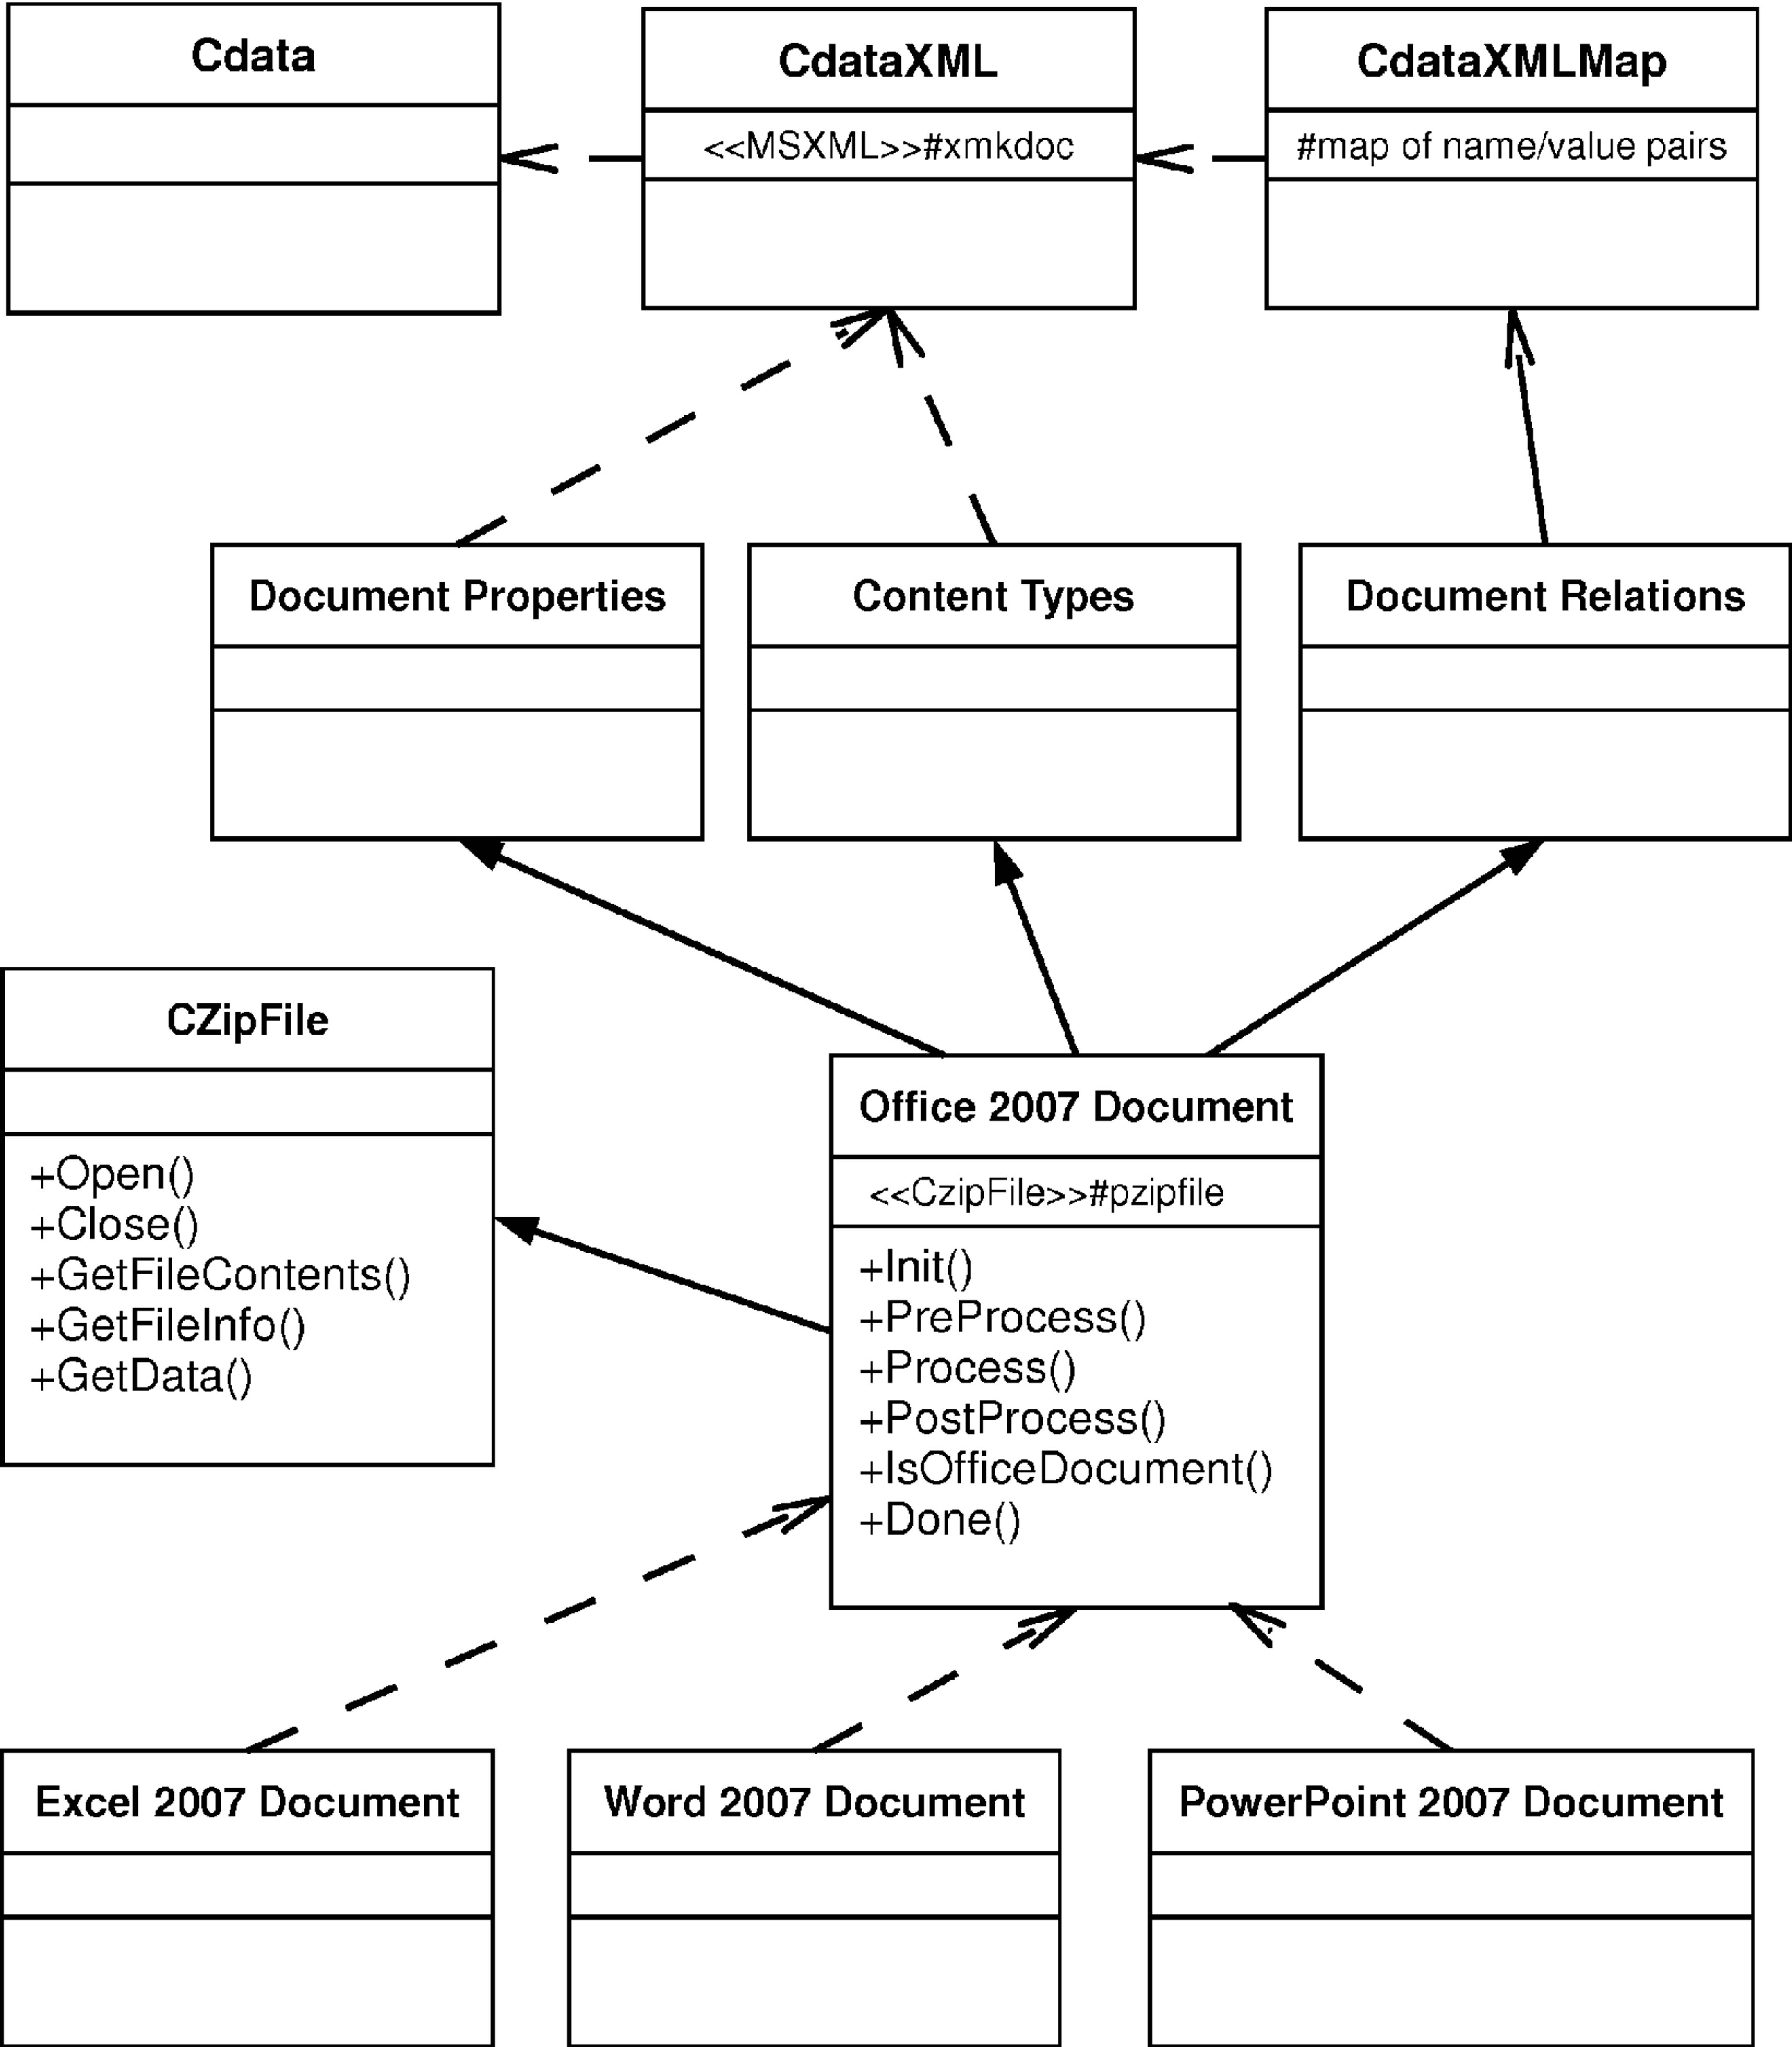 Cdata
CdataXML
<<MSXML>>#xmkdoc
CdataXMLMap
#map of name/value pairs
Document Properties
Content Types
Document Relations
CZipFile
+Open()
+Close()
+GetFileContents()
+GetFileInfo()
+GetData()
Office 2007 Document
<<CzipFile>>#pzipfile
+Init()
+PreProcess()
+Process()
+PostProcess()
+IsOfficeDocument()
+Done()
Excel 2007 Document
Word 2007 Document
PowerPoint 2007 Document